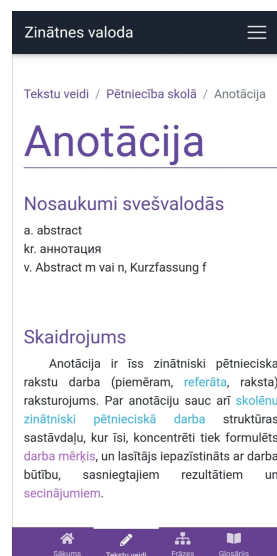 Zinātnes valoda
Tekstu veidi / Pētniecība skolā / Anotācija
Anotācija
Nosaukumi svešvalodās
a. abstract
kr. аннотация
v. Abstract m vai n, Kurzfassung f
Skaidrojums
Anotācija ir īss zinātniski pētnieciska
rakstu darba (piemēram, referāta, raksta)
raksturojums. Par anotāciju sauc arī skolēnu
zinātniski pētnieciskā darba struktūras
sastāvdaļu, kur īsi, koncentrēti tiek formulēts
darba mērķis, un lasītājs iepazīstināts ar darba
būtību, sasniegtajiem rezultātiem un
secinājumiem.
Sākums Tekstu veidi Frāzes Glosārijs